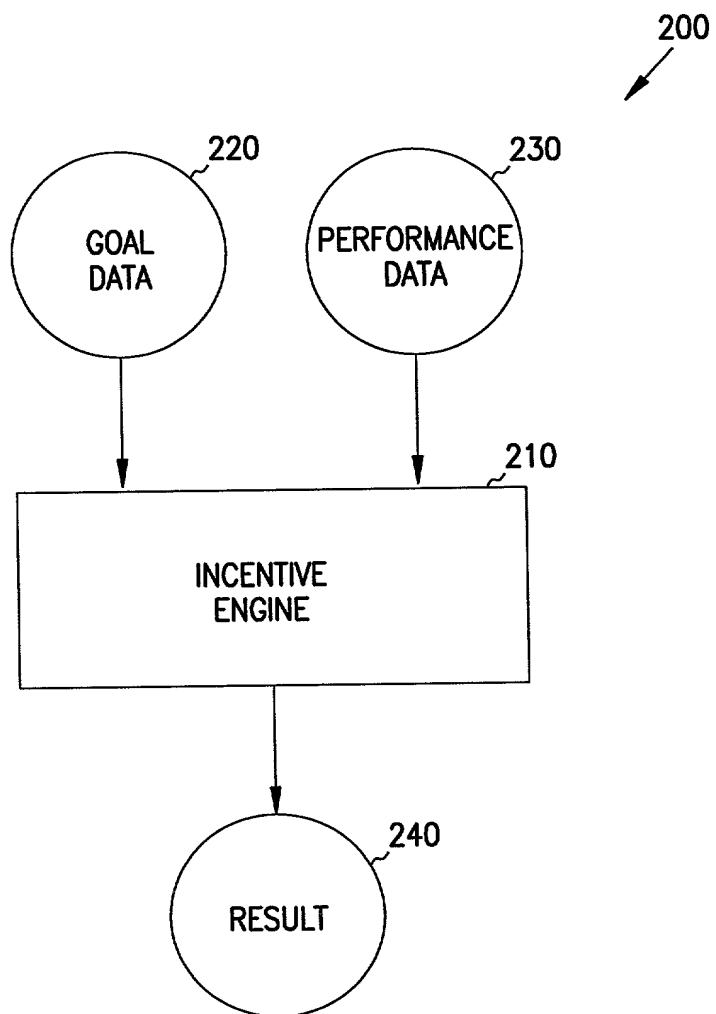 200
220
230
GOAL
DATA
PERFORMANCE
DATA
210
INCENTIVE
ENGINE
240
RESULT